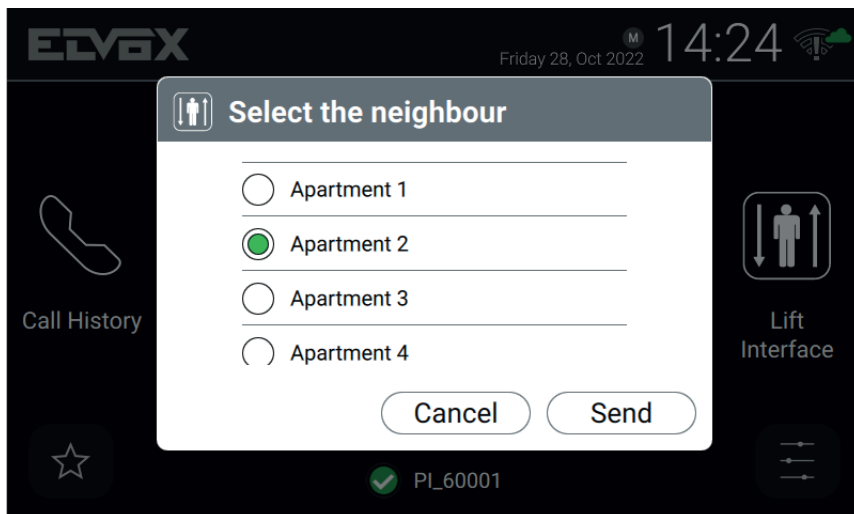 ELVOX
M
Friday 28, Oct 2022
14:24
Select the neighbour
Apartment 1
Apartment 2
Apartment 3
Apartment 4
Cancel
Send
Call History
Lift
Interface
PI_60001